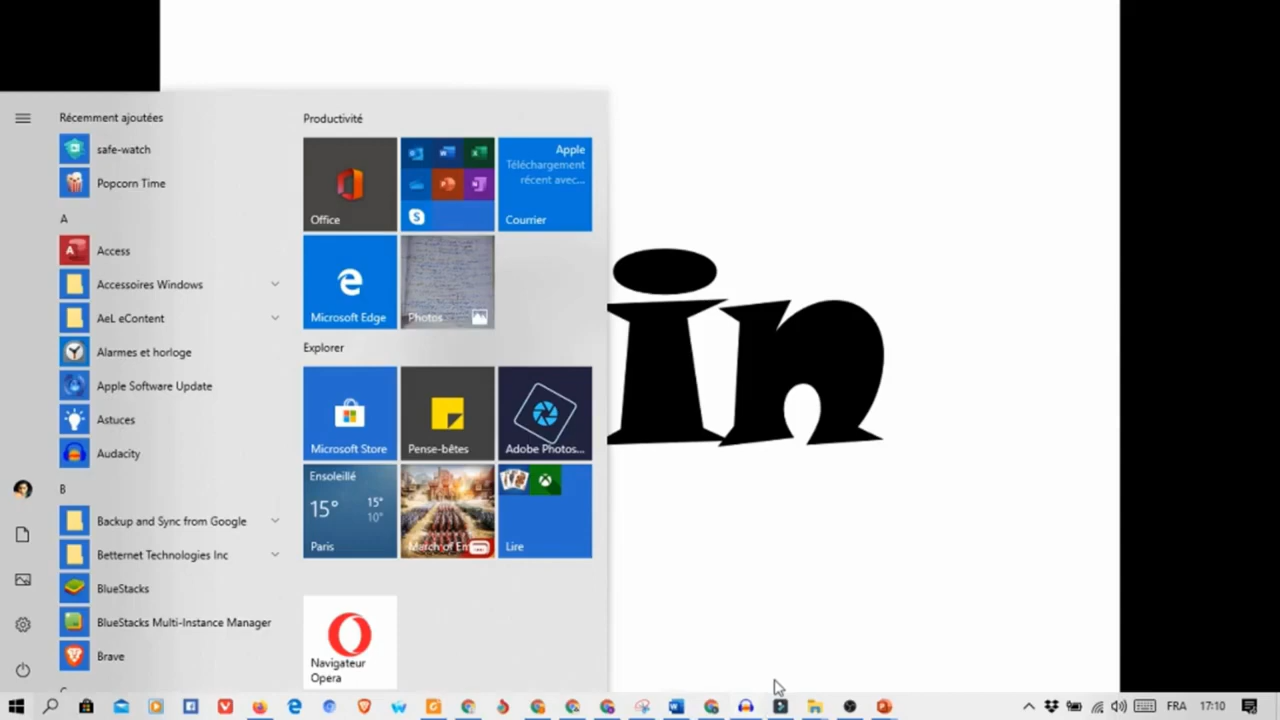 Récemment ajoutées
safe-watch
Popcorn Time
A
Access
Accessoires Windows
AeL eContent
Alarmes et horloge
Apple Software Update
Astuces
Audacity
B
Backup and Sync from Google
Betternet Technologies Inc
BlueStacks
BlueStacks Multi-Instance Manager
Brave
Productivité
Office
Apple
Téléchargement
récent avec...
Courrier
Microsoft Edge
Photos
Explorer
Microsoft Store
Pense-bêtes
Adobe Photos...
Ensoleillé
15° 15°
10°
Paris
March of Em
Lire
Navigateur
Opera
in
FRA 17:10